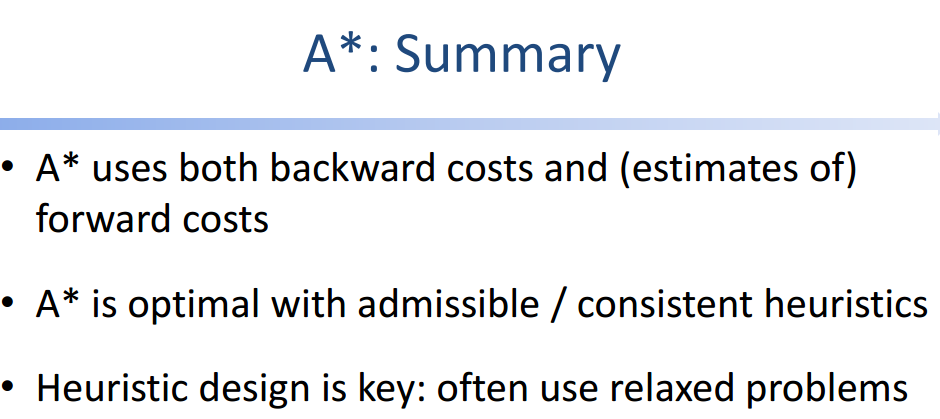 A*: Summary
• A* uses both backward costs and (estimates of)
forward costs
• A* is optimal with admissible / consistent heuristics
• Heuristic design is key: often use relaxed problems